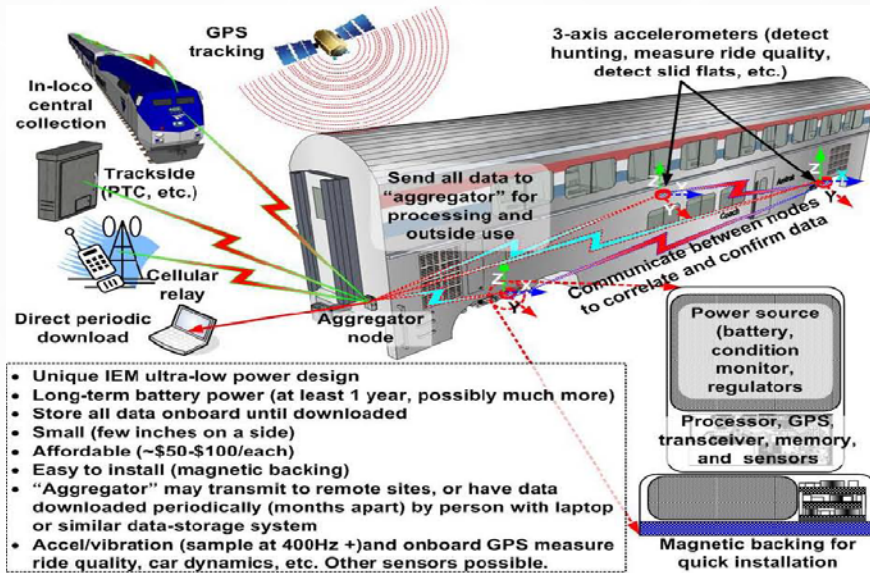 GPS
tracking
3-axis accelerometers (detect
hunting, measure ride quality,
detect slid flats, etc.)
In-loco
central
collection
Trackside
(PTC, etc.)
Send all data to
“aggregator” for
processing and
outside use
Cellular
relay
Direct periodic
download
Aggregator
node
Coach
Amtrak
Z
X
Y
Z
X
Y
Z
X
Y
Communicate between nodes
to correlate and confirm data
Power source
(battery,
condition
monitor,
regulators
Processor, GPS,
transceiver, memory,
and sensors
Magnetic backing for
quick installation
• Unique IEM ultra-low power design
• Long-term battery power (at least 1 year, possibly much more)
• Store all data onboard until downloaded
• Small (few inches on a side)
• Affordable (~$50-$100/each)
• Easy to install (magnetic backing)
• “Aggregator” may transmit to remote sites, or have data
downloaded periodically (months apart) by person with laptop
or similar data-storage system
• Accel/vibration (sample at 400Hz +)and onboard GPS measure
ride quality, car dynamics, etc. Other sensors possible.